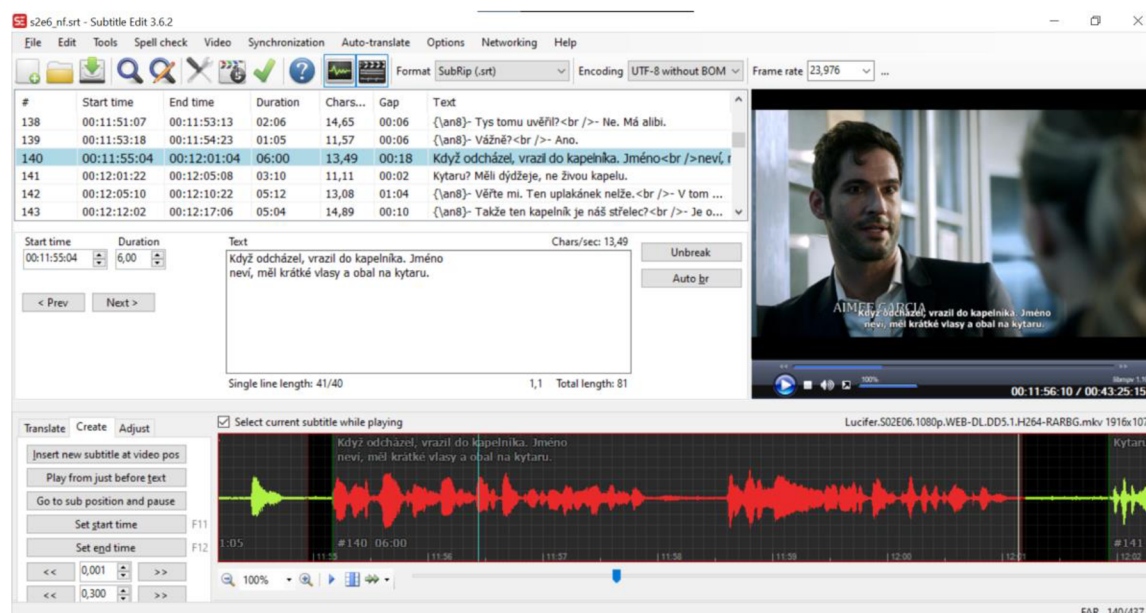 s2e6_nf.srt - Subtitle Edit 3.6.2
File Edit Tools Spell check Video Synchronization Auto-translate Options Networking Help
Format SubRip (.srt) Encoding UTF-8 without BOM Frame rate 23,976 ...
# Start time End time Duration Chars... Gap Text
138 00:11:51:07 00:11:53:13 02:06 14,65 00:06 {\an8}- Tys tomu uvěřil?<br />- Ne. Má alibi.
139 00:11:53:18 00:11:54:23 01:05 11,57 00:06 {\an8}- Vážně?<br />- Ano.
140 00:11:55:04 00:12:01:04 06:00 13,49 00:18 Když odcházel, vrazil do kapelníka. Jméno<br />neví,
141 00:12:01:22 00:12:05:08 03:10 11,11 00:02 Kytaru? Měli dýdžeje, ne živou kapelu.
142 00:12:05:10 00:12:10:22 05:12 13,08 01:04 {\an8}- Věřte mi. Ten uplakánek nelže.<br />- V tom ...
143 00:12:12:02 00:12:17:06 05:04 14,89 00:10 {\an8}- Takže ten kapelník je náš střelec?<br />- Je o...
Start time Duration Text Chars/sec: 13,49
00:11:55:04 6,00
Když odcházel, vrazil do kapelníka. Jméno
neví, měl krátké vlasy a obal na kytaru.
Unbreak
Auto br
< Prev Next >
Single line length: 41/40 1,1 Total length: 81
AIMEE GARCIA
Když odcházel, vrazil do kapelníka. Jméno
neví, měl krátké vlasy a obal na kytaru.
100%
00:11:56:10 / 00:43:25:15
Translate Create Adjust
Select current subtitle while playing
Lucifer.S02E06.1080p.WEB-DL.DD5.1.H264-RARBG.mkv 1916x107
Insert new subtitle at video pos
Play from just before text
Go to sub position and pause
Set start time F11
Set end time F12
<< 0,001 >>
<< 0,300 >>
Když odcházel, vrazil do kapelníka. Jméno
neví, měl krátké vlasy a obal na kytaru.
Kytaru
1:05 #140 06:00 #141
11:55 11:56 11:57 11:58 11:59 12:00 12:01 12:02
100%
140/437